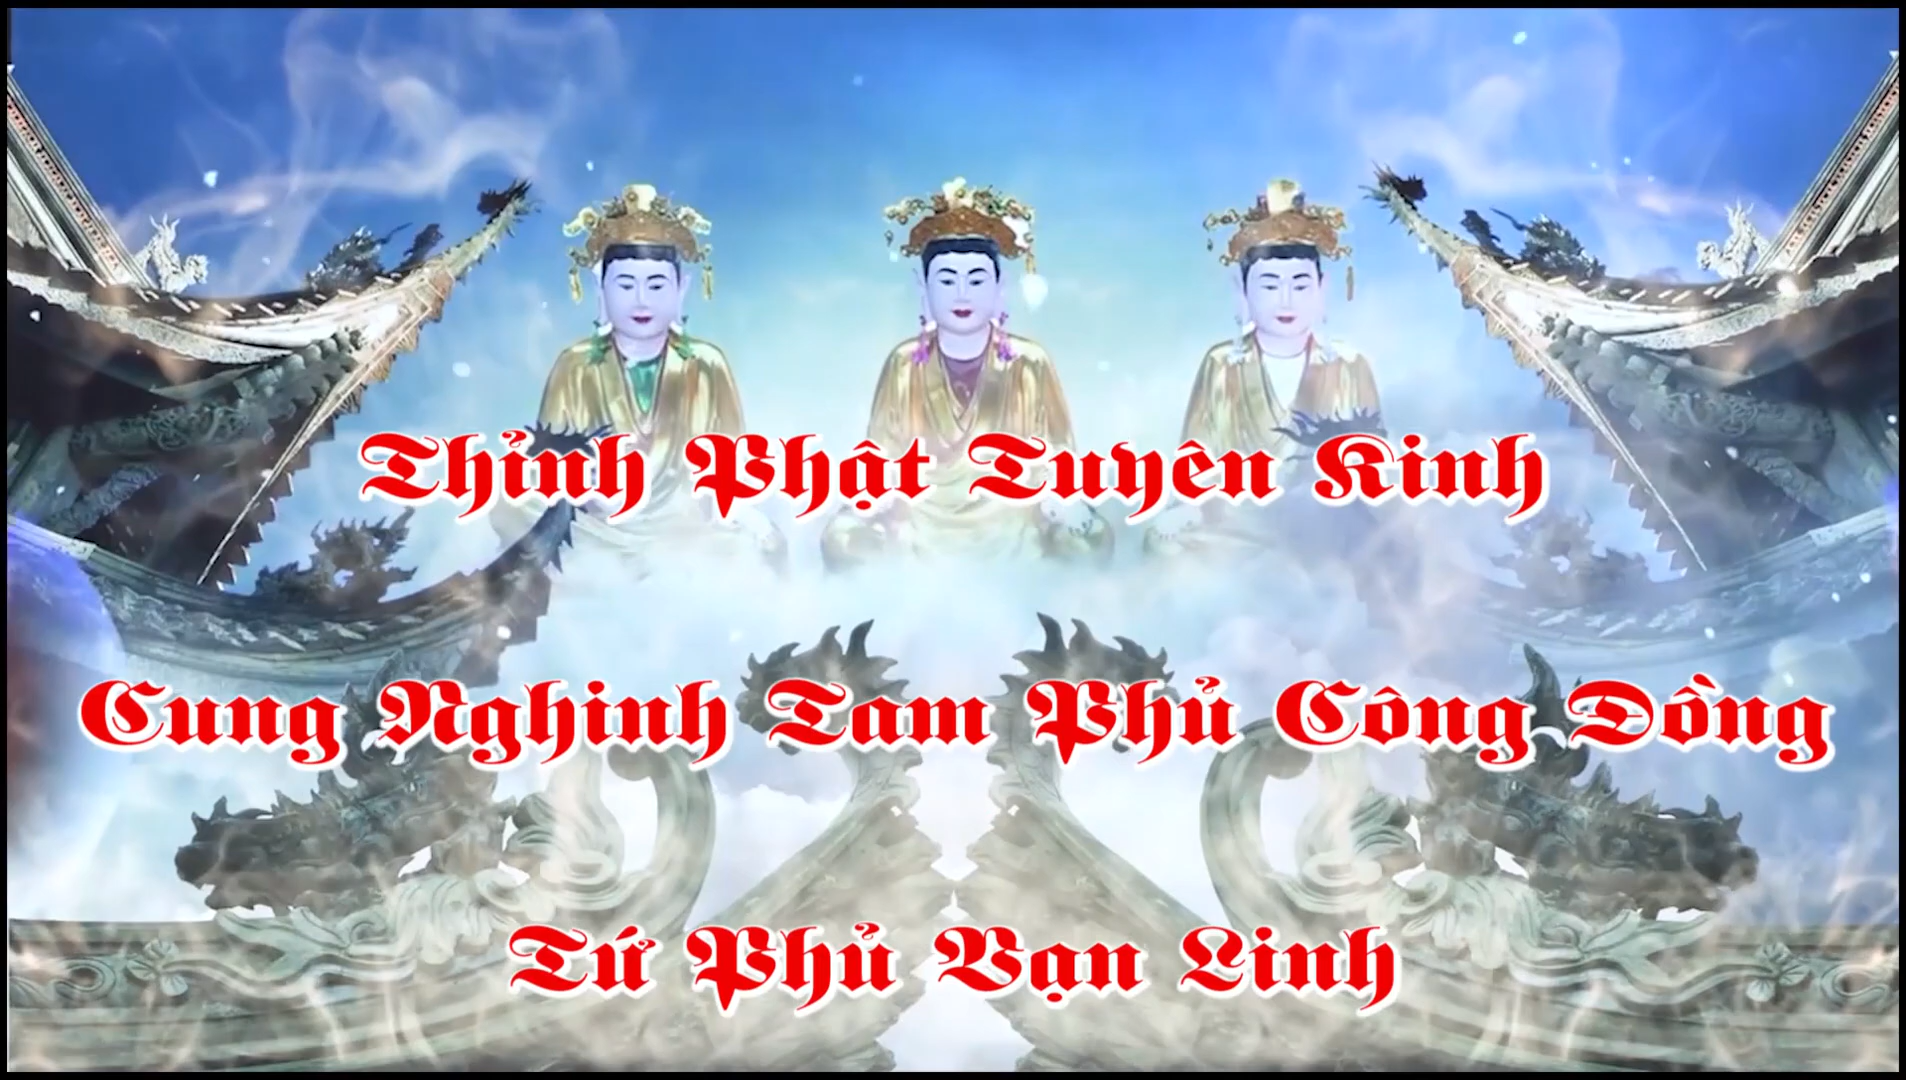 Thỉnh Phật Tuyên Kinh
Cung Nghinh Tam Phủ Công Đồng
Tứ Phủ Vạn Linh